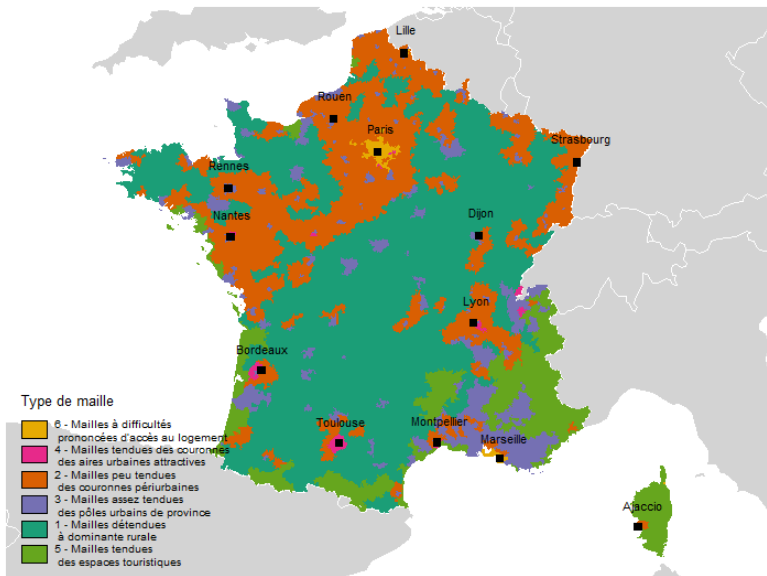 Lille
Rouen
Paris
Strasbourg
Rennes
Nantes
Dijon
Lyon
Bordeaux
Toulouse
Montpellier
Marseille
Ajaccio
Type de maille
6 - Mailles à difficultés
prononcées d'accès au logement
4 - Mailles tendues des couronnes
des aires urbaines attractives
2 - Mailles peu tendues
des couronnes périurbaines
3 - Mailles assez tendues
des pôles urbains de province
1 - Mailles détendues
à dominante rurale
5 - Mailles tendues
des espaces touristiques